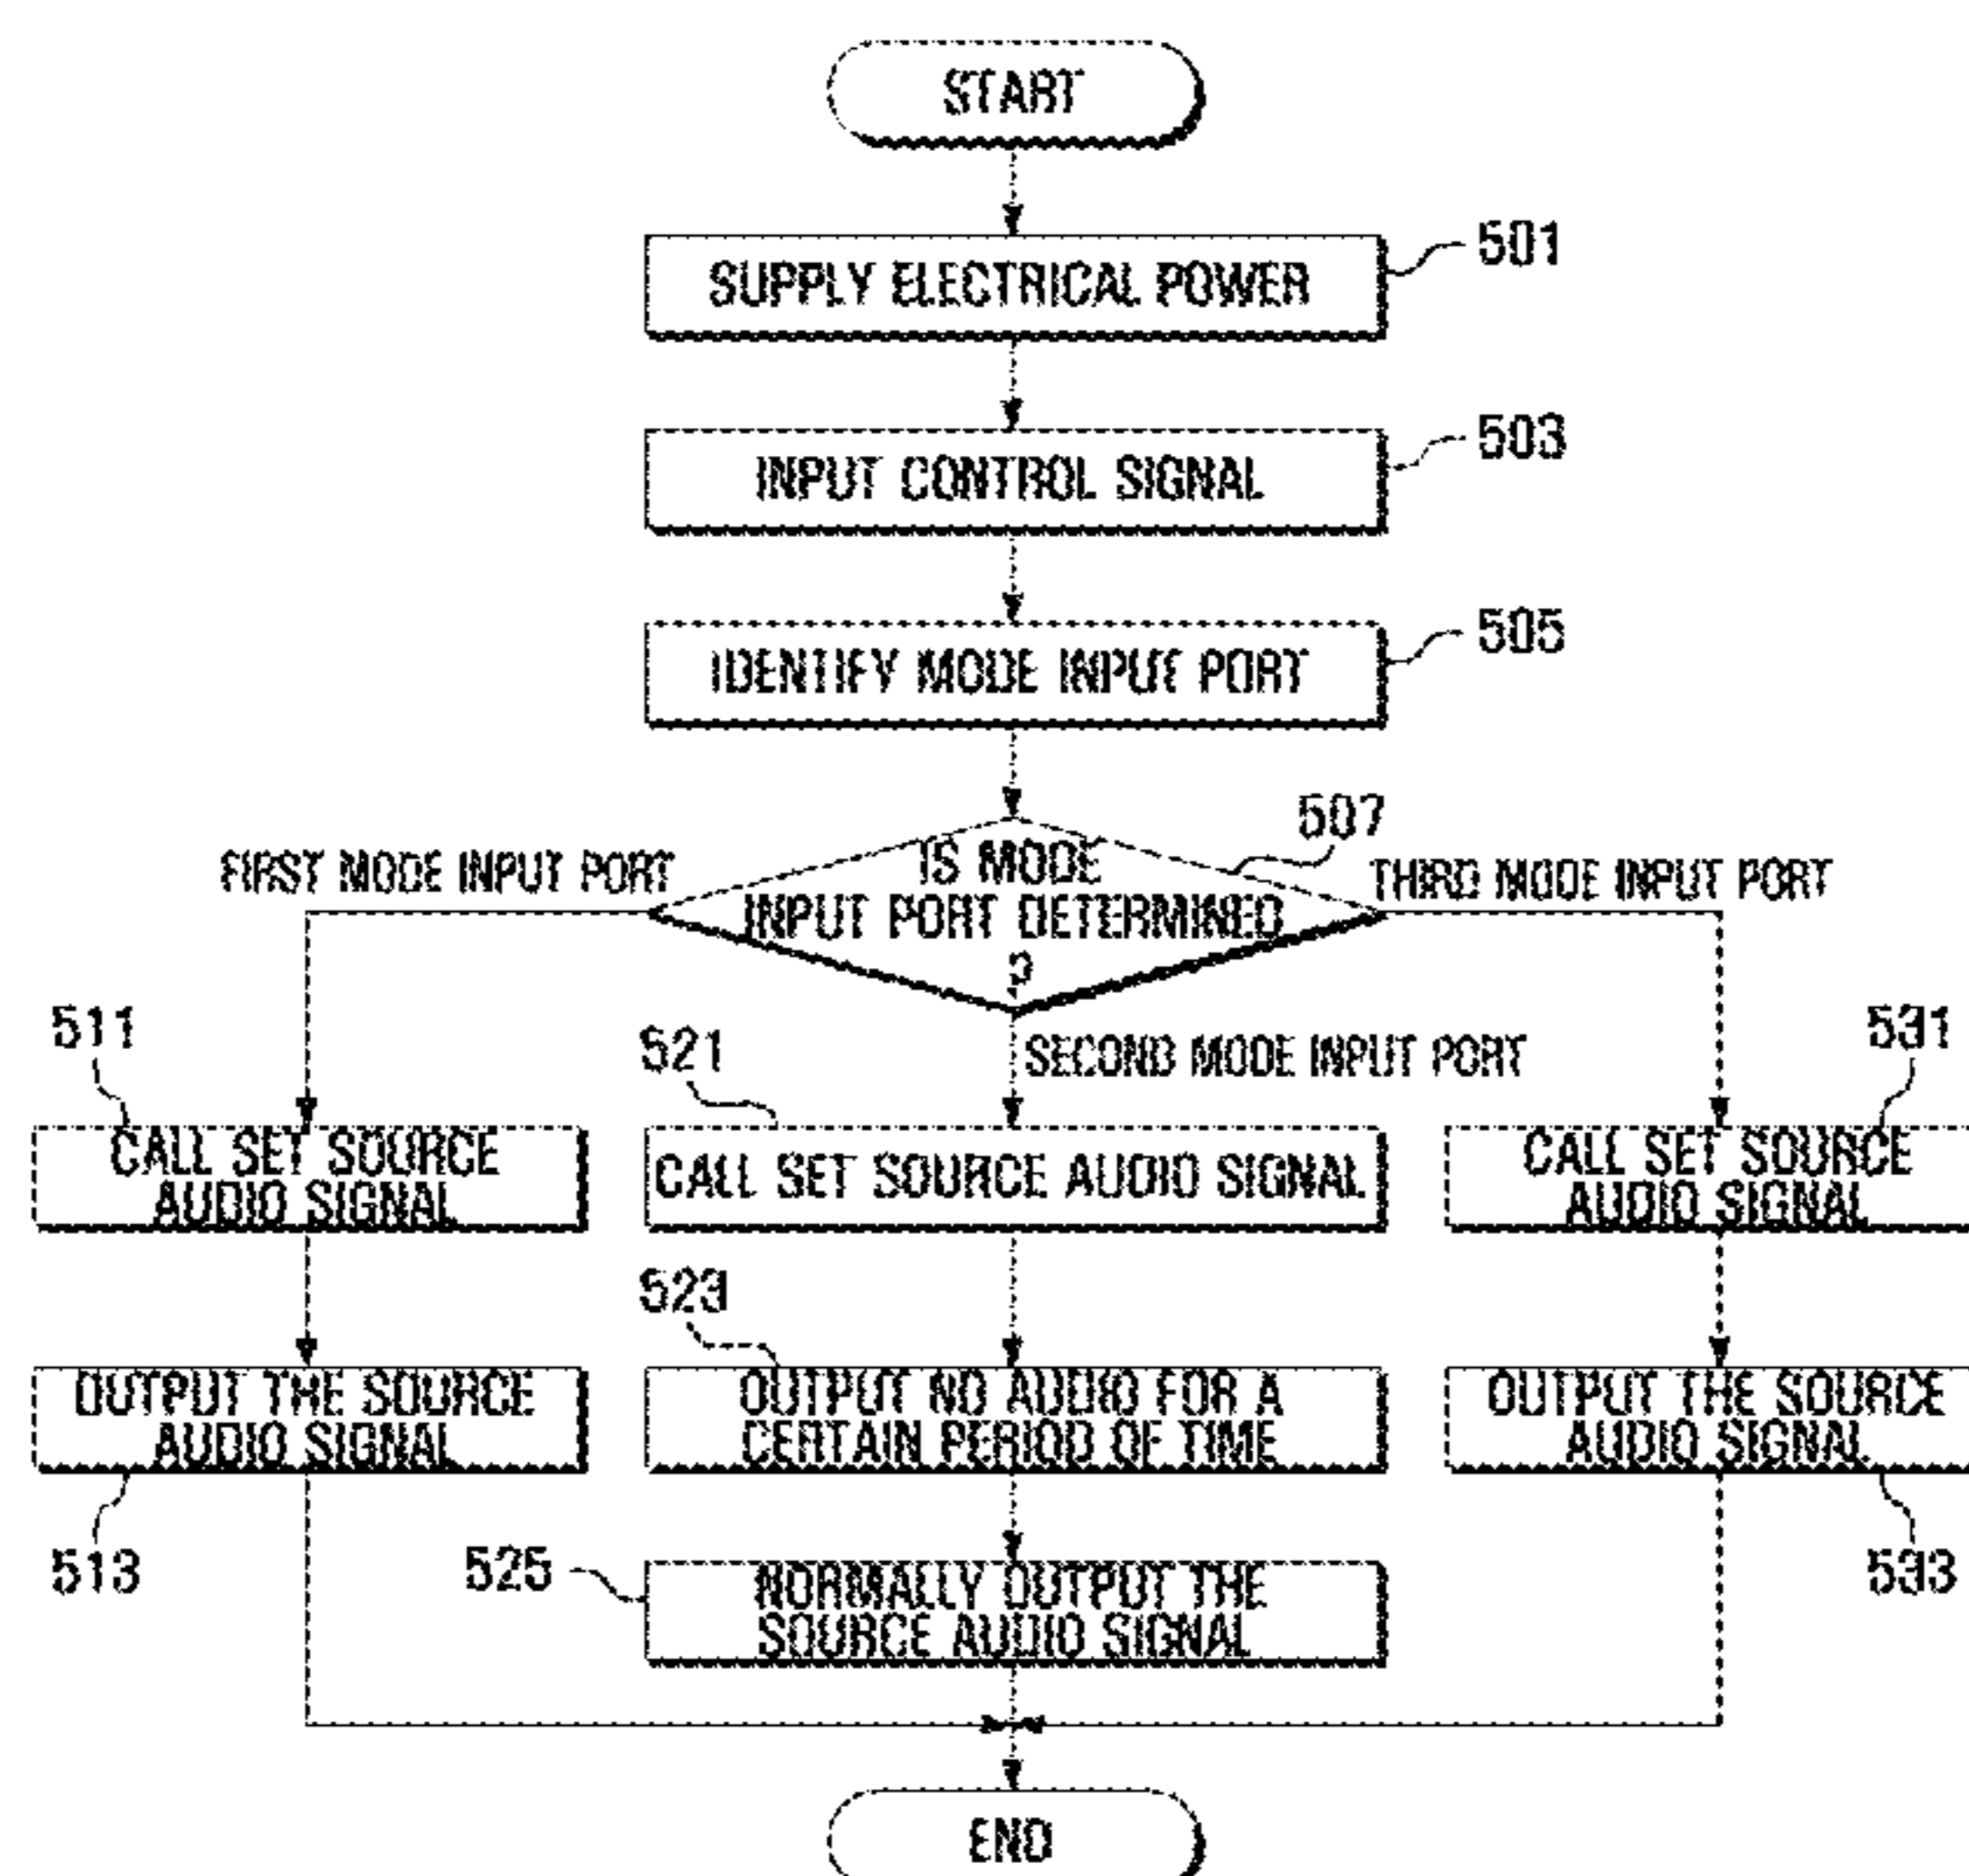 START
SUPPLY ELECTRICAL POWER
501
INPUT CONTROL SIGNAL
503
IDENTIFY MODE INPUT PORT
505
IS MODE
INPUT PORT DETERMINED
?
507
FIRST MODE INPUT PORT
THIRD MODE INPUT PORT
SECOND MODE INPUT PORT
511
CALL SET SOURCE
AUDIO SIGNAL
521
CALL SET SOURCE AUDIO SIGNAL
531
CALL SET SOURCE
AUDIO SIGNAL
OUTPUT THE SOURCE
AUDIO SIGNAL
513
523
OUTPUT NO AUDIO FOR A
CERTAIN PERIOD OF TIME
OUTPUT THE SOURCE
AUDIO SIGNAL
533
525
NORMALLY OUTPUT THE
SOURCE AUDIO SIGNAL
END